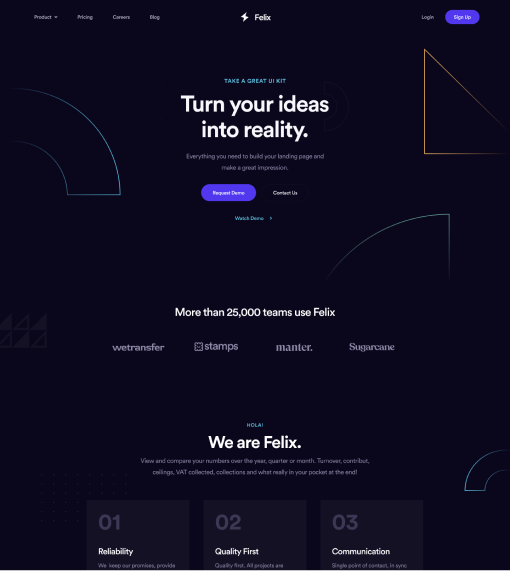 Product
Pricing
Careers
Blog
Felix
Login
Sign Up
TAKE A GREAT UI KIT
Turn your ideas
into reality.
Everything you need to build your landing page and
make a great impression.
Request Demo
Contact Us
Watch Demo
More than 25,000 teams use Felix
wetransfer
stamps
manter.
Sugarcane
HOLA!
We are Felix.
View and compare your numbers over the year, quarter or month. Turnover, contribut,
ceilings, VAT collected, collections and what really in your pocket at the end!
01
02
03
Reliability
Quality First
Communication
We keep our promises, provide
Quality first. All projects are
Single point of contact, in sync